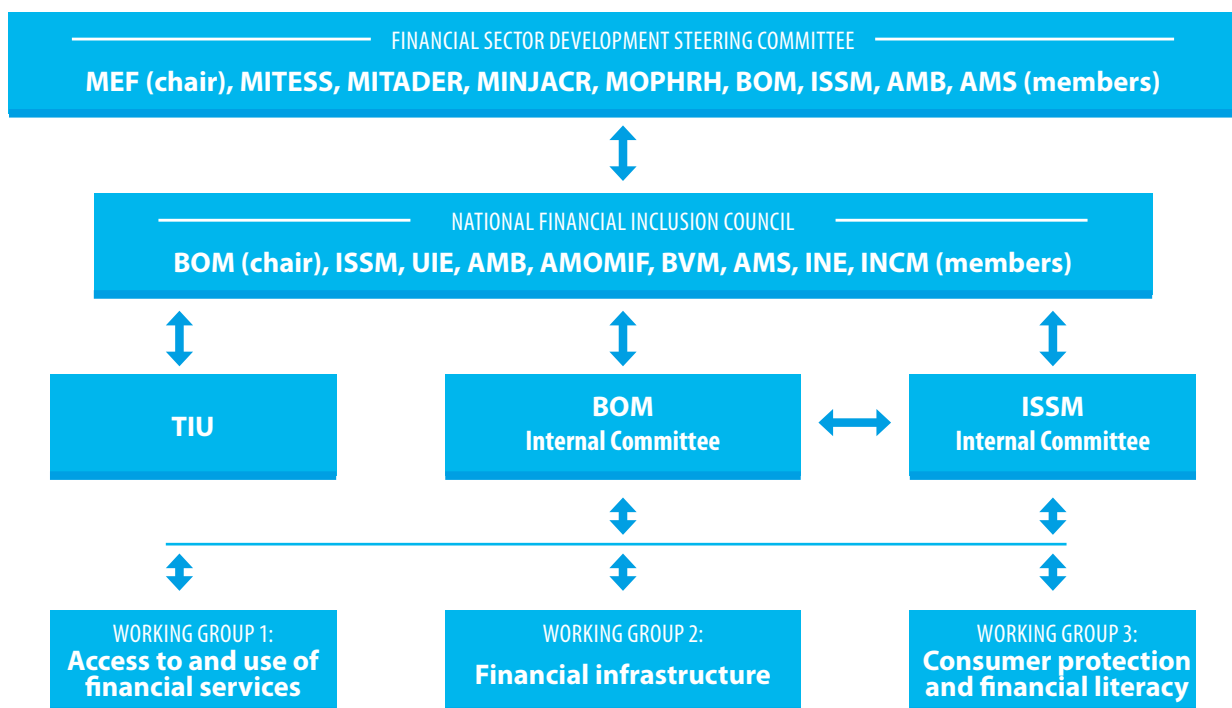 FINANCIAL SECTOR DEVELOPMENT STEERING COMMITTEE
MEF (chair), MITESS, MITADER, MINJACR, MOPHRH, BOM, ISSM, AMB, AMS (members)
NATIONAL FINANCIAL INCLUSION COUNCIL
BOM (chair), ISSM, UIE, AMB, AMOMIF, BVM, AMS, INE, INCM (members)
TIU
BOM
Internal Committee
ISSM
Internal Committee
WORKING GROUP 1:
Access to and use of
financial services
WORKING GROUP 2:
Financial infrastructure
WORKING GROUP 3:
Consumer protection
and financial literacy